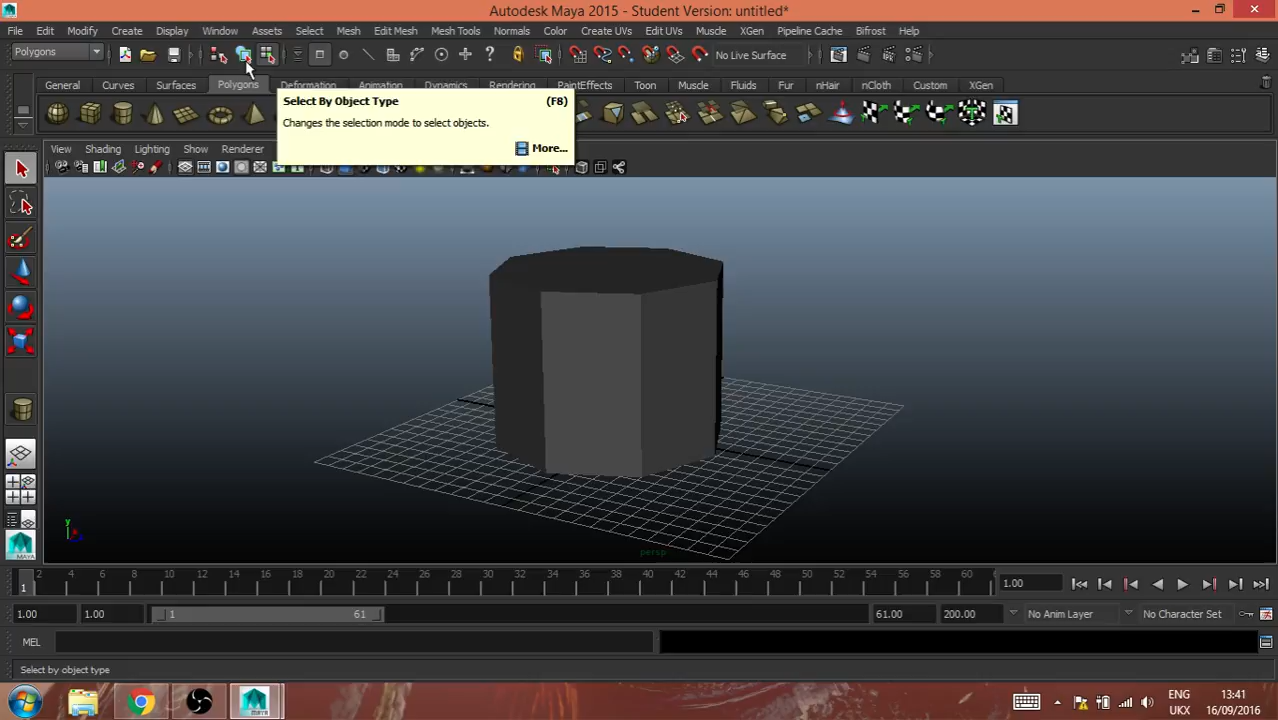 Autodesk Maya 2015 - Student Version: untitled*
File Edit Modify Create Display Window Assets Select Mesh Edit Mesh Mesh Tools Normals Color Create UVs Edit UVs Muscle XGen Pipeline Cache Bifrost Help
Polygons No Live Surface
General Curves Surfaces Polygons Deformation Animation Dynamics Rendering PaintEffects Toon Muscle Fluids Fur nHair nCloth Custom XGen
Select By Object Type (F8)
Changes the selection mode to select objects.
More...
View Shading Lighting Show Renderer
y
persp
MAYA
2 4 6 8 10 12 14 16 18 20 22 24 26 28 30 32 34 36 38 40 42 44 46 48 50 52 54 56 58 60
1 1.00
1.00 1.00 1 61 61.00 200.00 No Anim Layer No Character Set
MEL
Select by object type
ENG 13:41
UKX 16/09/2016